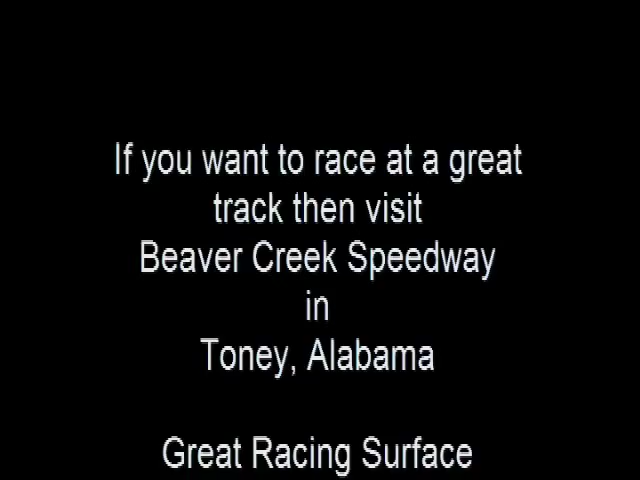 If you want to race at a great
track then visit
Beaver Creek Speedway
in
Toney, Alabama
Great Racing Surface